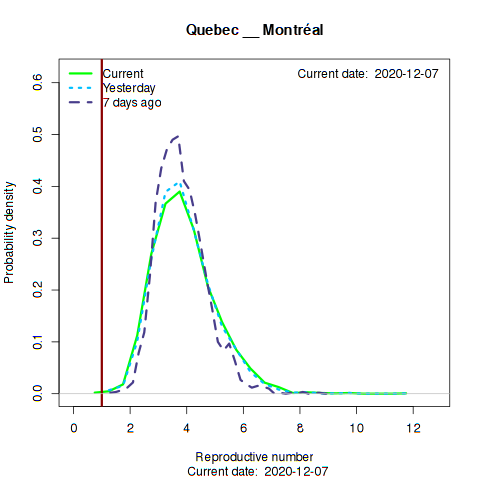 Quebec __ Montréal
Current date:  2020-12-07
Current
Yesterday
7 days ago
Probability density
0.6
0.5
0.4
0.3
0.2
0.1
0.0
0 2 4 6 8 10 12
Reproductive number
Current date:  2020-12-07